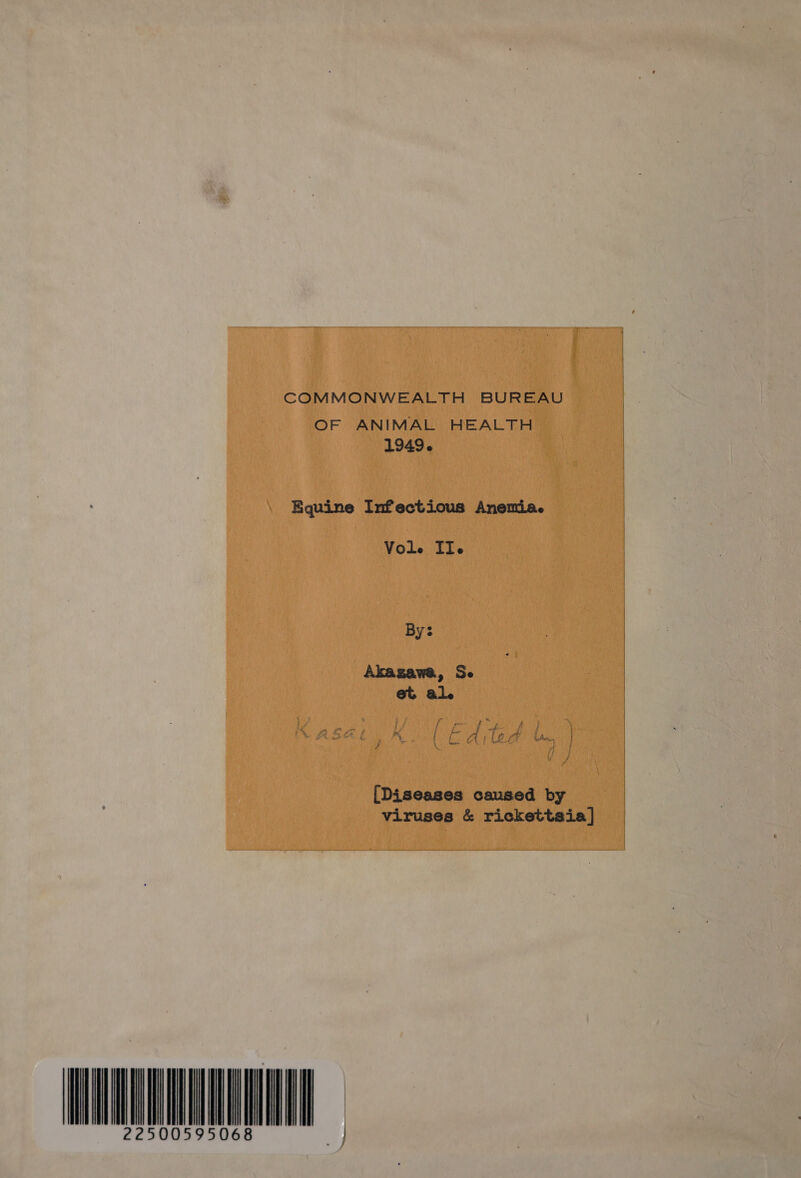 COMMONWEALTH BUREAU
OF ANIMAL HEALTH
1949.
Equine Infectious Anemia.
Vol. II.
By:
Akazawa, S.
et al.
Kasai, K. (Edited by)
[Diseases caused by
viruses & rickettsia]
22500595068